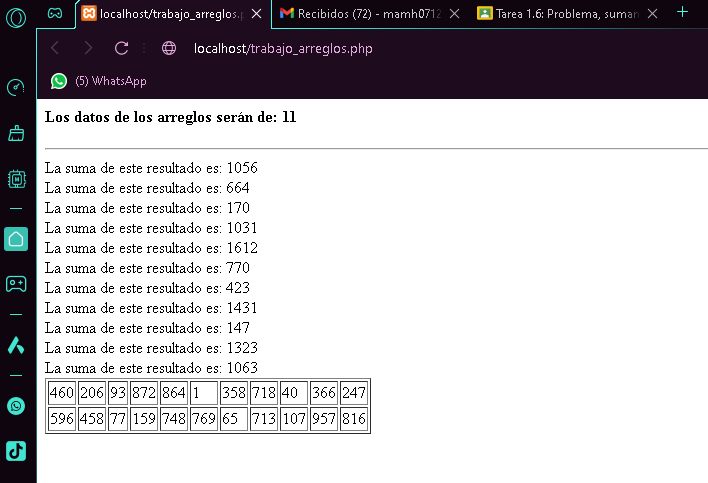 localhost/trabajo_arreglos.p
Recibidos (72) - mamh0712
Tarea 1.6: Problema, suman
localhost/trabajo_arreglos.php
(5) WhatsApp
Los datos de los arreglos serán de: 11
La suma de este resultado es: 1056
La suma de este resultado es: 664
La suma de este resultado es: 170
La suma de este resultado es: 1031
La suma de este resultado es: 1612
La suma de este resultado es: 770
La suma de este resultado es: 423
La suma de este resultado es: 1431
La suma de este resultado es: 147
La suma de este resultado es: 1323
La suma de este resultado es: 1063
460 206 93 872 864 1 358 718 40 366 247
596 458 77 159 748 769 65 713 107 957 816